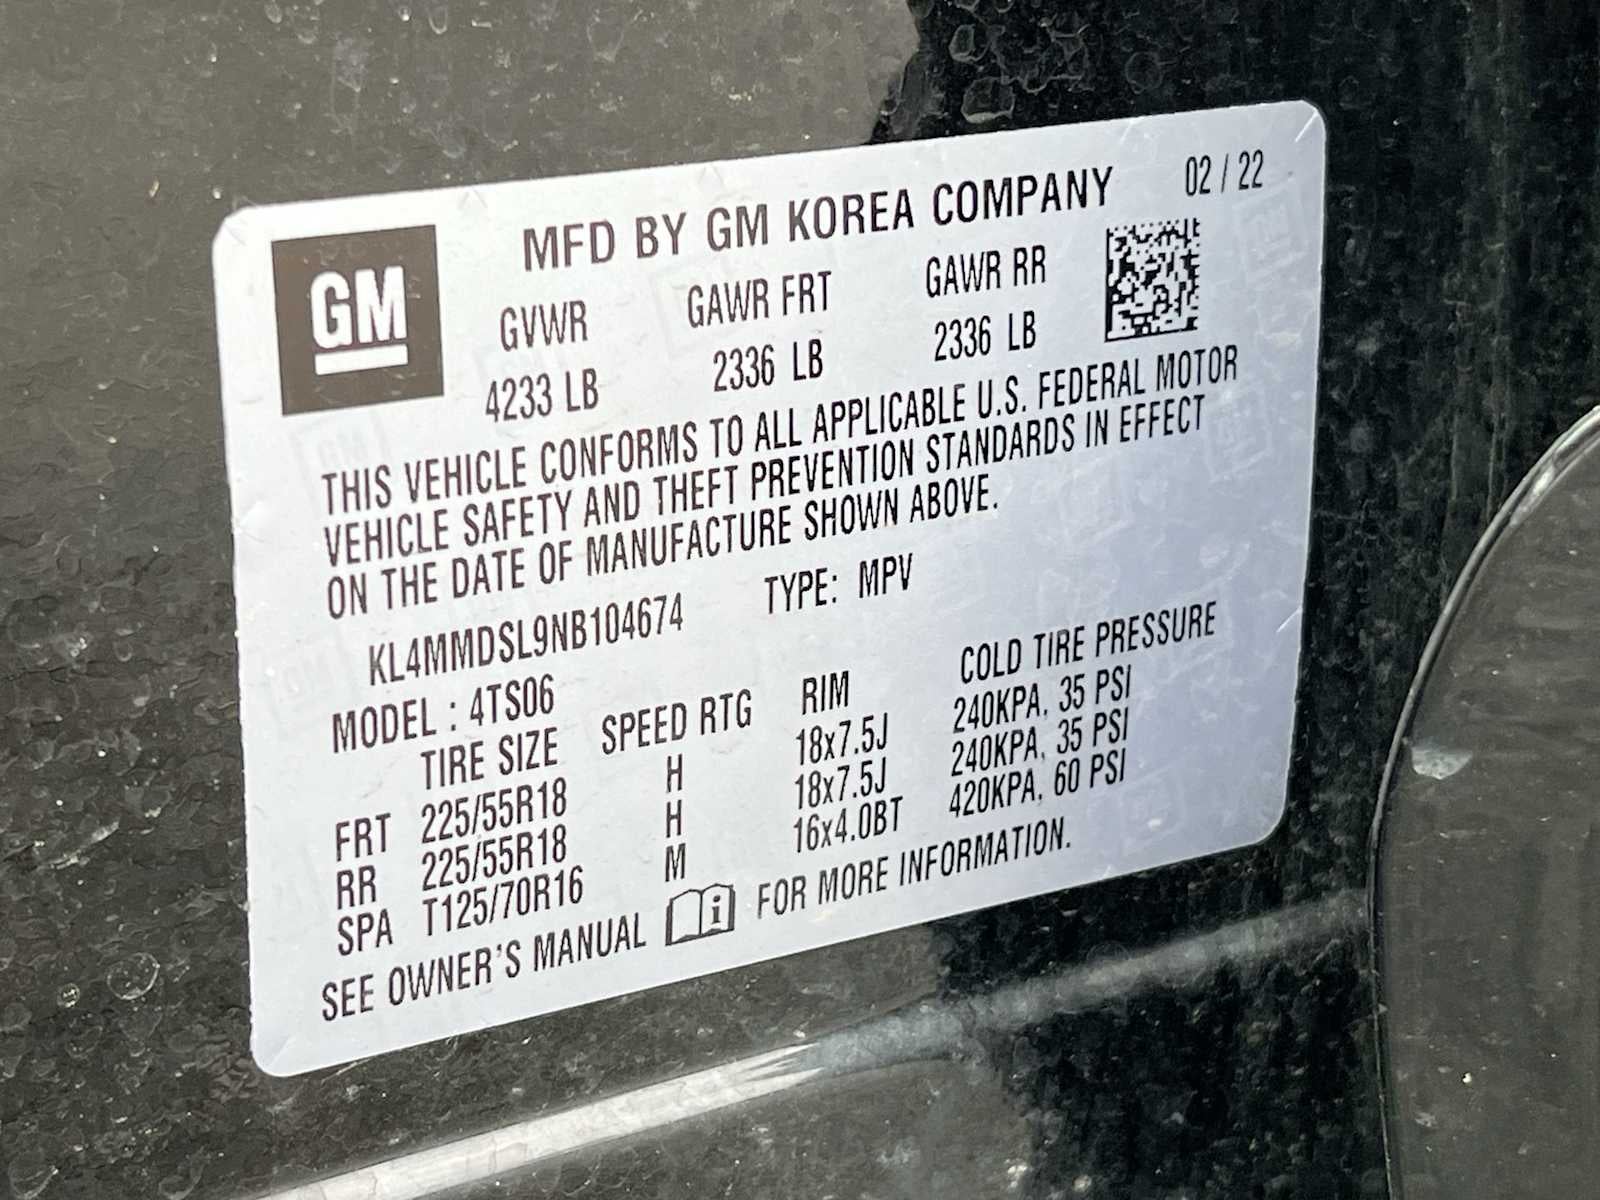 GM
MFD BY GM KOREA COMPANY 02 / 22
GVWR GAWR FRT GAWR RR
4233 LB 2336 LB 2336 LB
THIS VEHICLE CONFORMS TO ALL APPLICABLE U.S. FEDERAL MOTOR
VEHICLE SAFETY AND THEFT PREVENTION STANDARDS IN EFFECT
ON THE DATE OF MANUFACTURE SHOWN ABOVE.
KL4MMDSL9NB104674 TYPE: MPV
MODEL : 4TS06
TIRE SIZE SPEED RTG RIM COLD TIRE PRESSURE
FRT 225/55R18 H 18x7.5J 240KPA, 35 PSI
RR 225/55R18 H 18x7.5J 240KPA, 35 PSI
SPA T125/70R16 M 16x4.0BT 420KPA, 60 PSI
SEE OWNER'S MANUAL i FOR MORE INFORMATION.